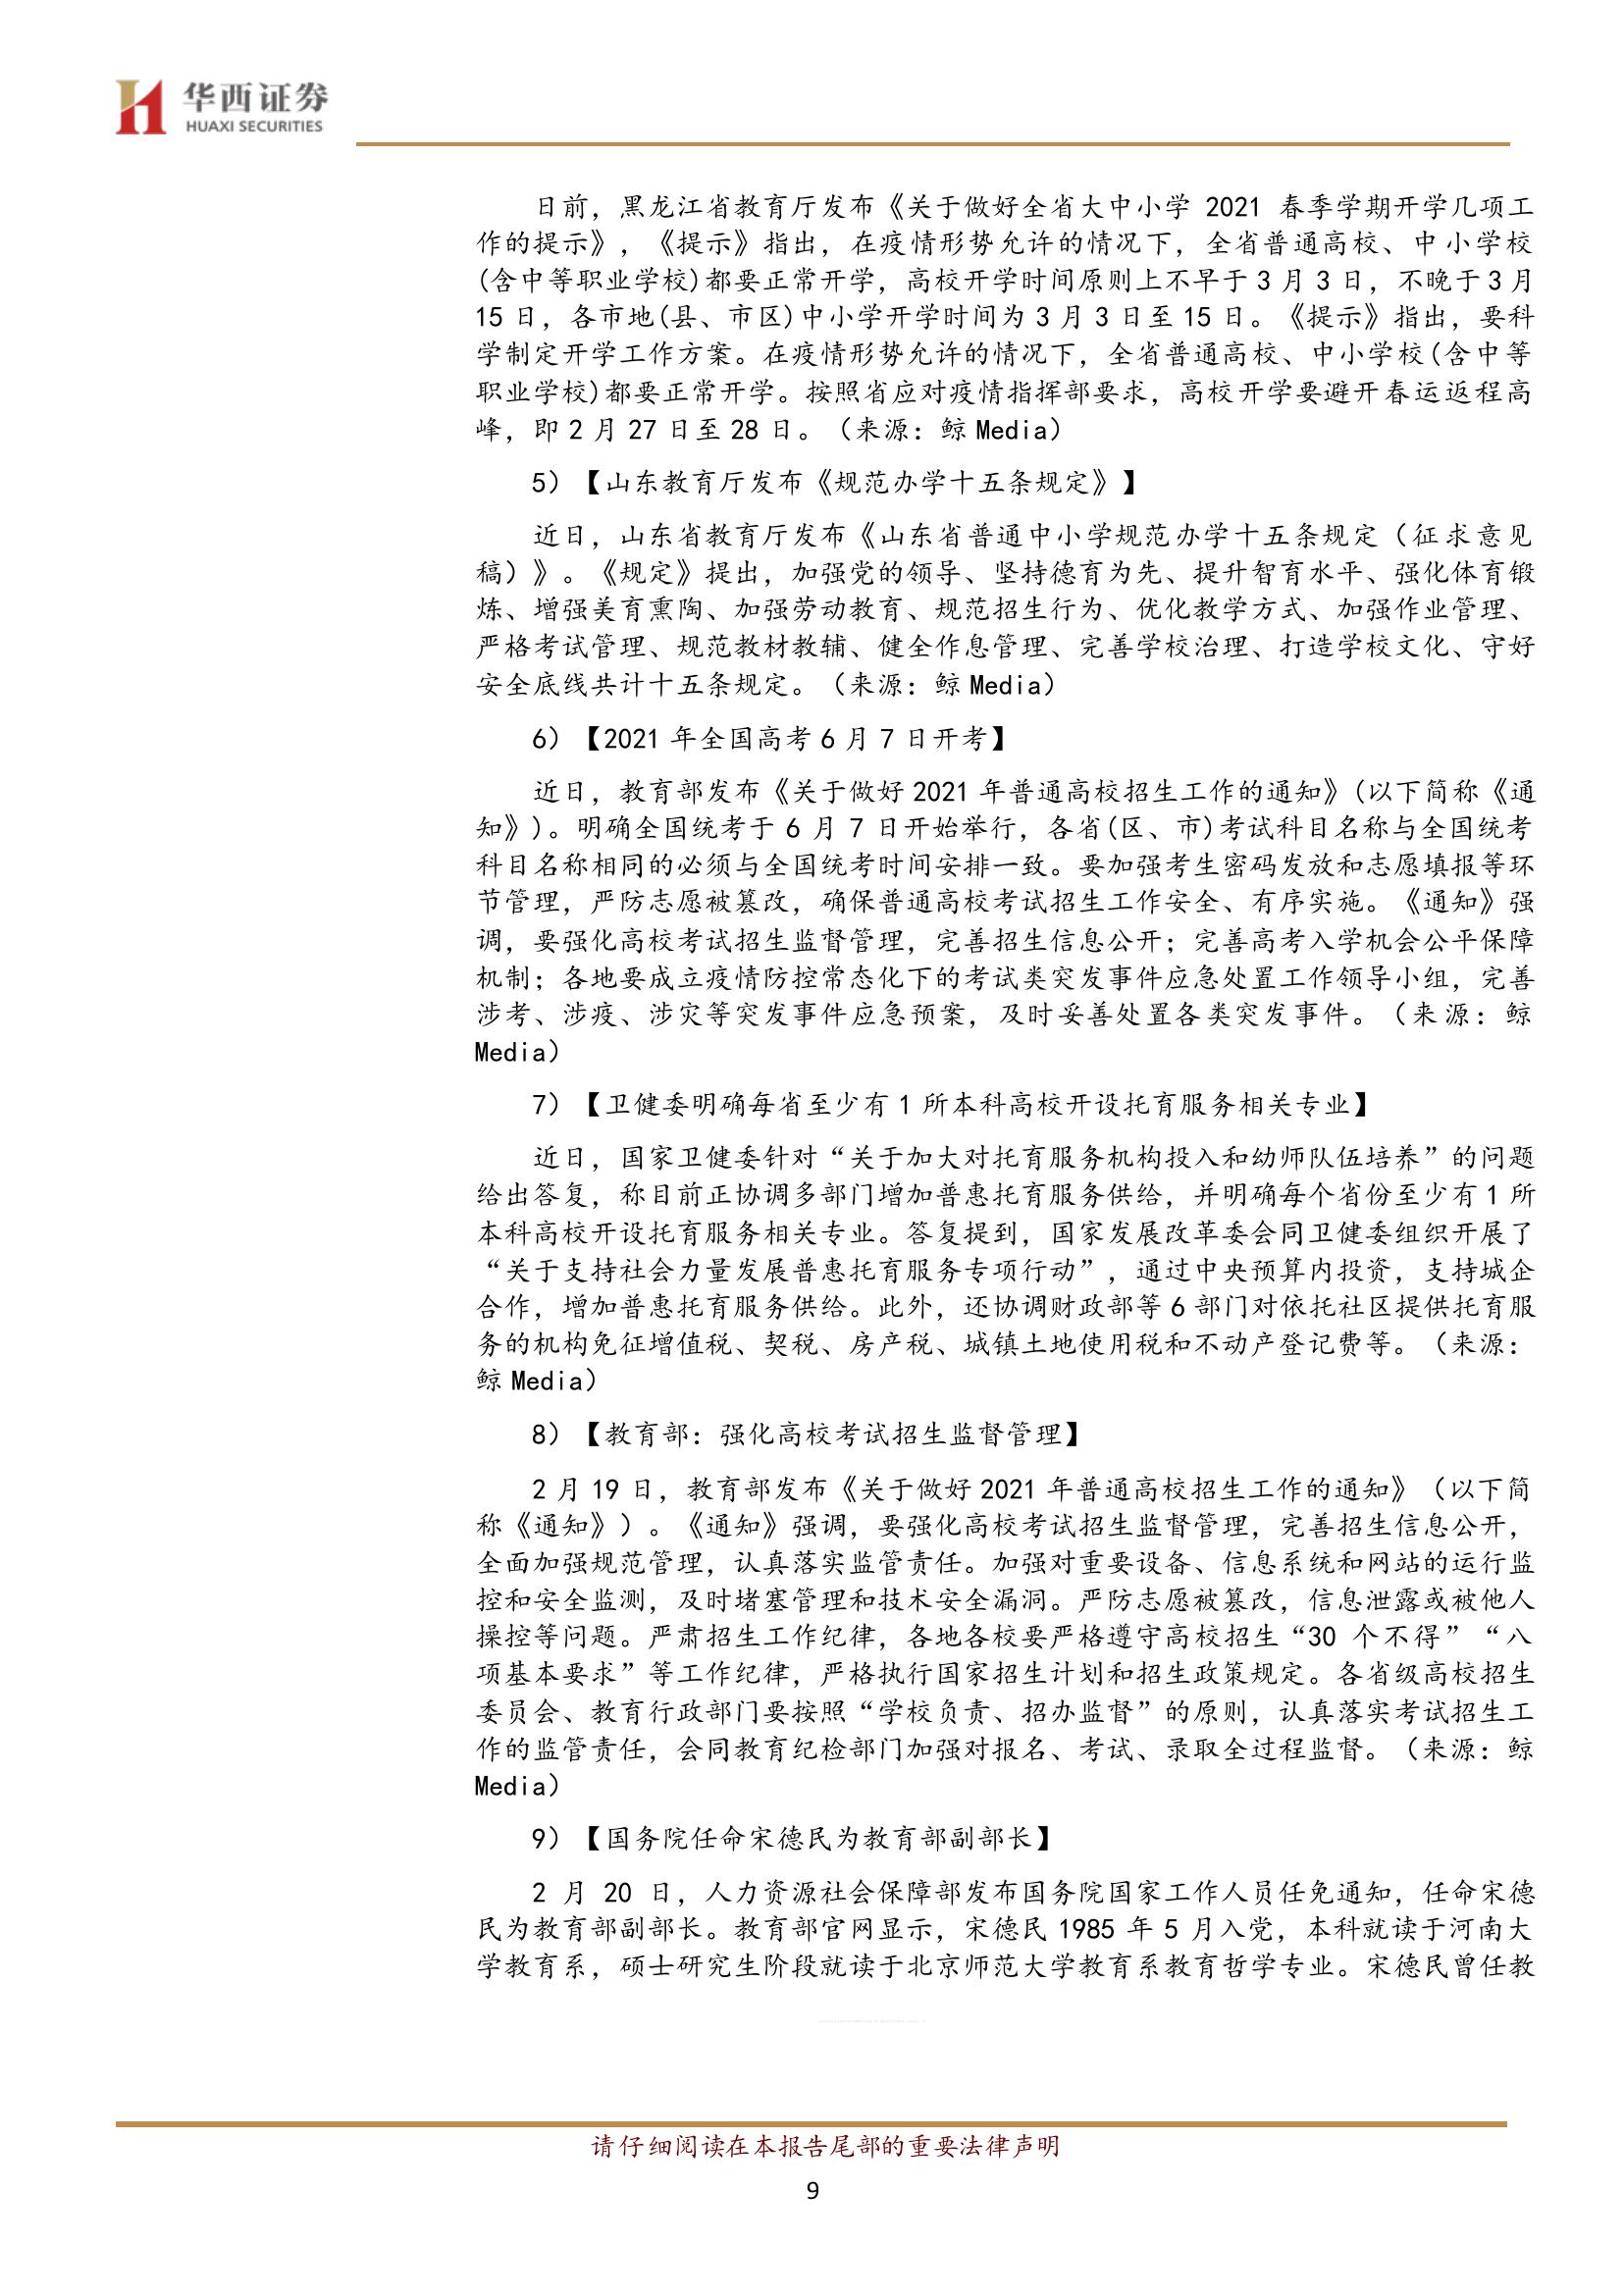 华西证券
HUAXI SECURITIES
日前，黑龙江省教育厅发布《关于做好全省大中小学 2021 春季学期开学几项工
作的提示》，《提示》指出，在疫情形势允许的情况下，全省普通高校、中小学校
(含中等职业学校)都要正常开学，高校开学时间原则上不早于 3 月 3 日，不晚于 3 月
15 日，各市地(县、市区)中小学开学时间为 3 月 3 日至 15 日。《提示》指出，要科
学制定开学工作方案。在疫情形势允许的情况下，全省普通高校、中小学校(含中等
职业学校)都要正常开学。按照省应对疫情指挥部要求，高校开学要避开春运返程高
峰，即 2 月 27 日至 28 日。（来源：鲸 Media）
5）【山东教育厅发布《规范办学十五条规定》】
近日，山东省教育厅发布《山东省普通中小学规范办学十五条规定（征求意见
稿）》。《规定》提出，加强党的领导、坚持德育为先、提升智育水平、强化体育锻
炼、增强美育熏陶、加强劳动教育、规范招生行为、优化教学方式、加强作业管理、
严格考试管理、规范教材教辅、健全作息管理、完善学校治理、打造学校文化、守好
安全底线共计十五条规定。（来源：鲸 Media）
6）【2021 年全国高考 6 月 7 日开考】
近日，教育部发布《关于做好 2021 年普通高校招生工作的通知》(以下简称《通
知》)。明确全国统考于 6 月 7 日开始举行，各省(区、市)考试科目名称与全国统考
科目名称相同的必须与全国统考时间安排一致。要加强考生密码发放和志愿填报等环
节管理，严防志愿被篡改，确保普通高校考试招生工作安全、有序实施。《通知》强
调，要强化高校考试招生监督管理，完善招生信息公开；完善高考入学机会公平保障
机制；各地要成立疫情防控常态化下的考试类突发事件应急处置工作领导小组，完善
涉考、涉疫、涉灾等突发事件应急预案，及时妥善处置各类突发事件。（来源：鲸
Media）
7）【卫健委明确每省至少有 1 所本科高校开设托育服务相关专业】
近日，国家卫健委针对“关于加大对托育服务机构投入和幼师队伍培养”的问题
给出答复，称目前正协调多部门增加普惠托育服务供给，并明确每个省份至少有 1 所
本科高校开设托育服务相关专业。答复提到，国家发展改革委会同卫健委组织开展了
“关于支持社会力量发展普惠托育服务专项行动”，通过中央预算内投资，支持城企
合作，增加普惠托育服务供给。此外，还协调财政部等 6 部门对依托社区提供托育服
务的机构免征增值税、契税、房产税、城镇土地使用税和不动产登记费等。（来源：
鲸 Media）
8）【教育部：强化高校考试招生监督管理】
2 月 19 日，教育部发布《关于做好 2021 年普通高校招生工作的通知》（以下简
称《通知》）。《通知》强调，要强化高校考试招生监督管理，完善招生信息公开，
全面加强规范管理，认真落实监管责任。加强对重要设备、信息系统和网站的运行监
控和安全监测，及时堵塞管理和技术安全漏洞。严防志愿被篡改，信息泄露或被他人
操控等问题。严肃招生工作纪律，各地各校要严格遵守高校招生“30 个不得”“八
项基本要求”等工作纪律，严格执行国家招生计划和招生政策规定。各省级高校招生
委员会、教育行政部门要按照“学校负责、招办监督”的原则，认真落实考试招生工
作的监管责任，会同教育纪检部门加强对报名、考试、录取全过程监督。（来源：鲸
Media）
9）【国务院任命宋德民为教育部副部长】
2 月 20 日，人力资源社会保障部发布国务院国家工作人员任免通知，任命宋德
民为教育部副部长。教育部官网显示，宋德民 1985 年 5 月入党，本科就读于河南大
学教育系，硕士研究生阶段就读于北京师范大学教育系教育哲学专业。宋德民曾任教
请仔细阅读在本报告尾部的重要法律声明
9